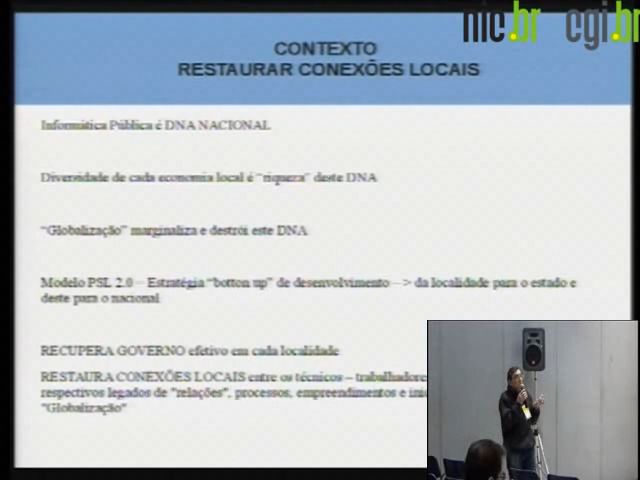 nic.br cgi.br
CONTEXTO
RESTAURAR CONEXÕES LOCAIS
Informática Pública é DNA NACIONAL
Diversidade de cada economia local é "riqueza" deste DNA
"Globalização" marginaliza e destrói este DNA
Modelo PSL 2.0 – Estratégia "botton up" de desenvolvimento – > da localidade para o estado e
deste para o nacional
RECUPERA GOVERNO efetivo em cada localidade
RESTAURA CONEXÕES LOCAIS entre os técnicos – trabalhadore
respectivos legados de "relações", processos, empreendimentos e
"Globalização"